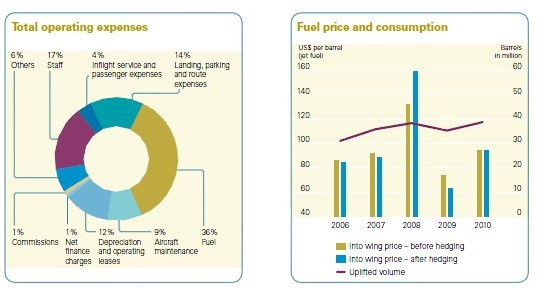 Total operating expenses
6%
Others
17%
Staff
4%
Inflight service and
passenger expenses
14%
Landing, parking
and route
expenses
1%
Commissions
1%
Net
finance
charges
12%
Depreciation
and operating
leases
9%
Aircraft
maintenance
36%
Fuel
Fuel price and consumption
US$ per barrel
(jet fuel)
Barrels
in million
160
60
140
50
120
40
100
30
80
20
60
10
40
0
2006
2007
2008
2009
2010
Into wing price – before hedging
Into wing price – after hedging
Uplifted volume